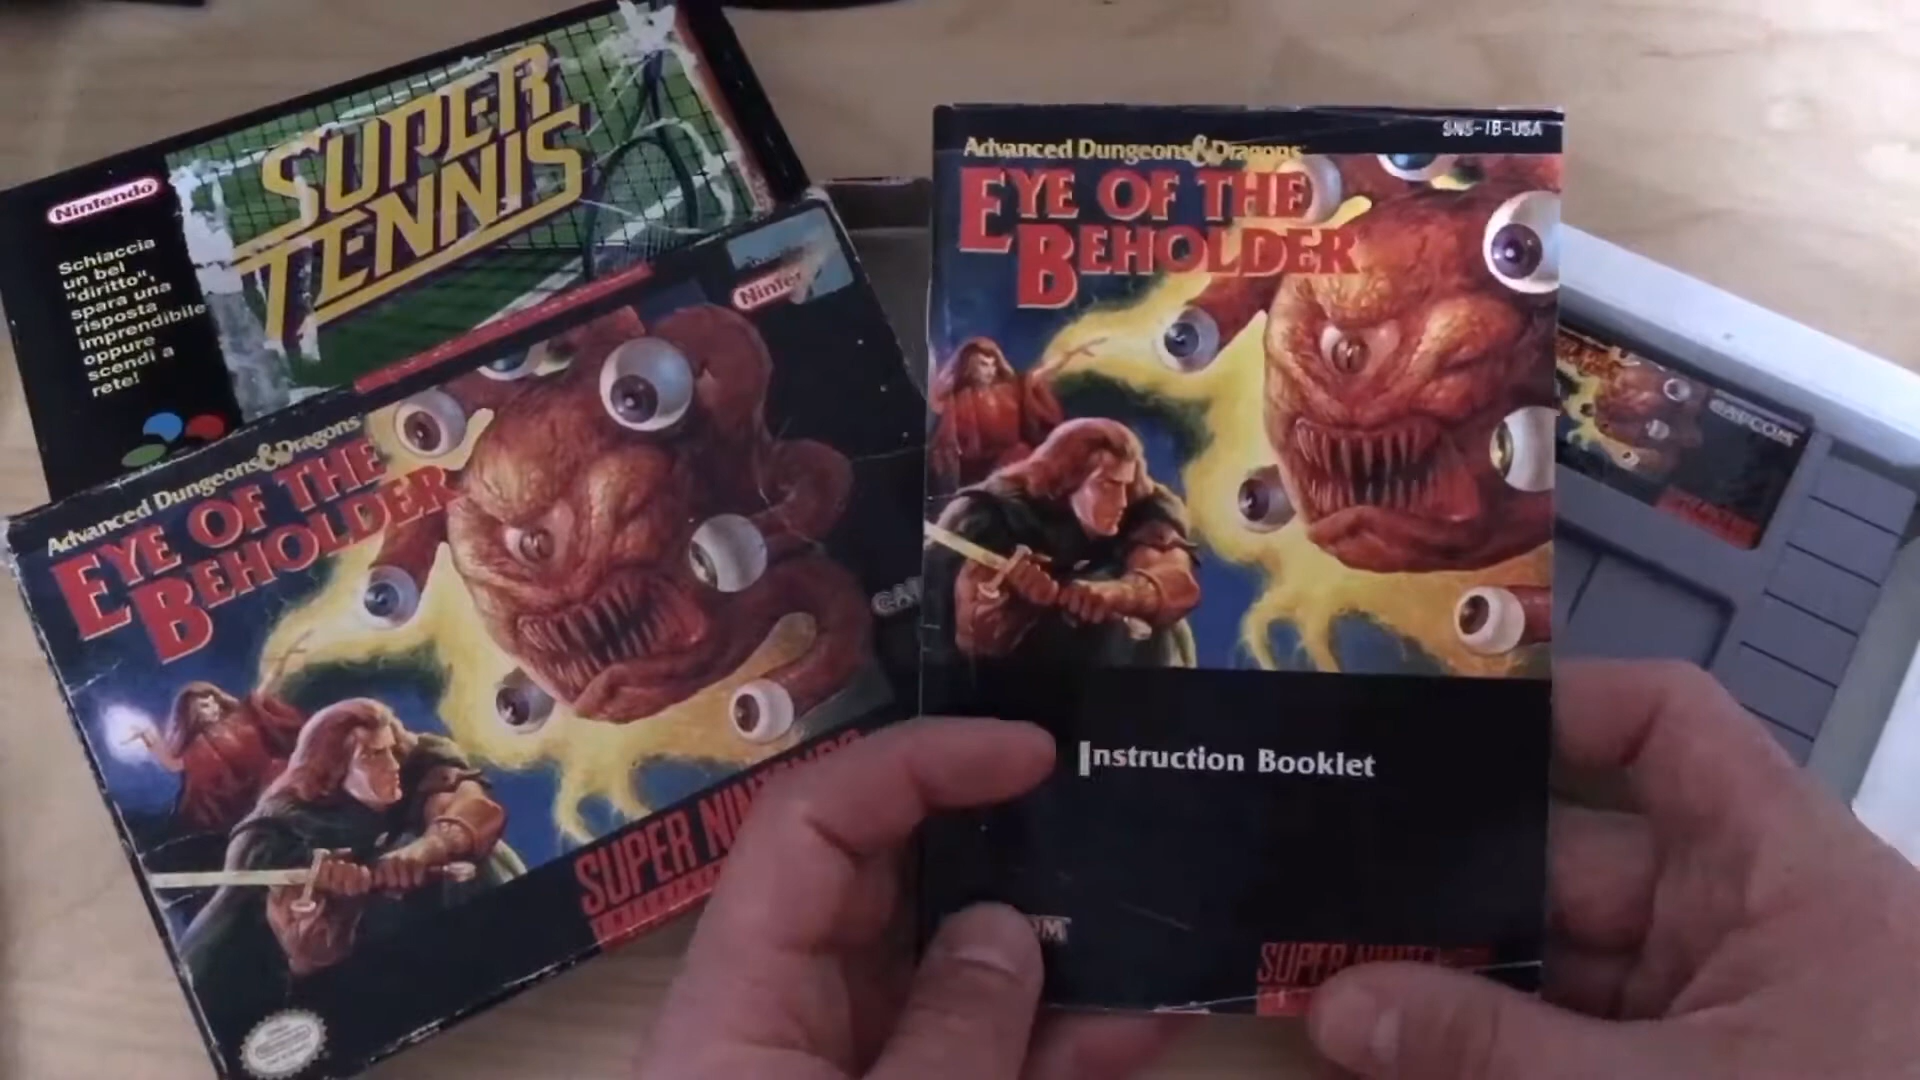 SUPER
TENNIS
Nintendo
Schiaccia
un bel
"diritto",
spara una
risposta
imprendibile
oppure
scendi a
rete!
Advanced Dungeons & Dragons
EYE OF THE
BEHOLDER
SUPER
SNS-IB-USA
Advanced Dungeons & Dragons
EYE OF THE
BEHOLDER
Instruction Booklet
SUPER
CAPCOM